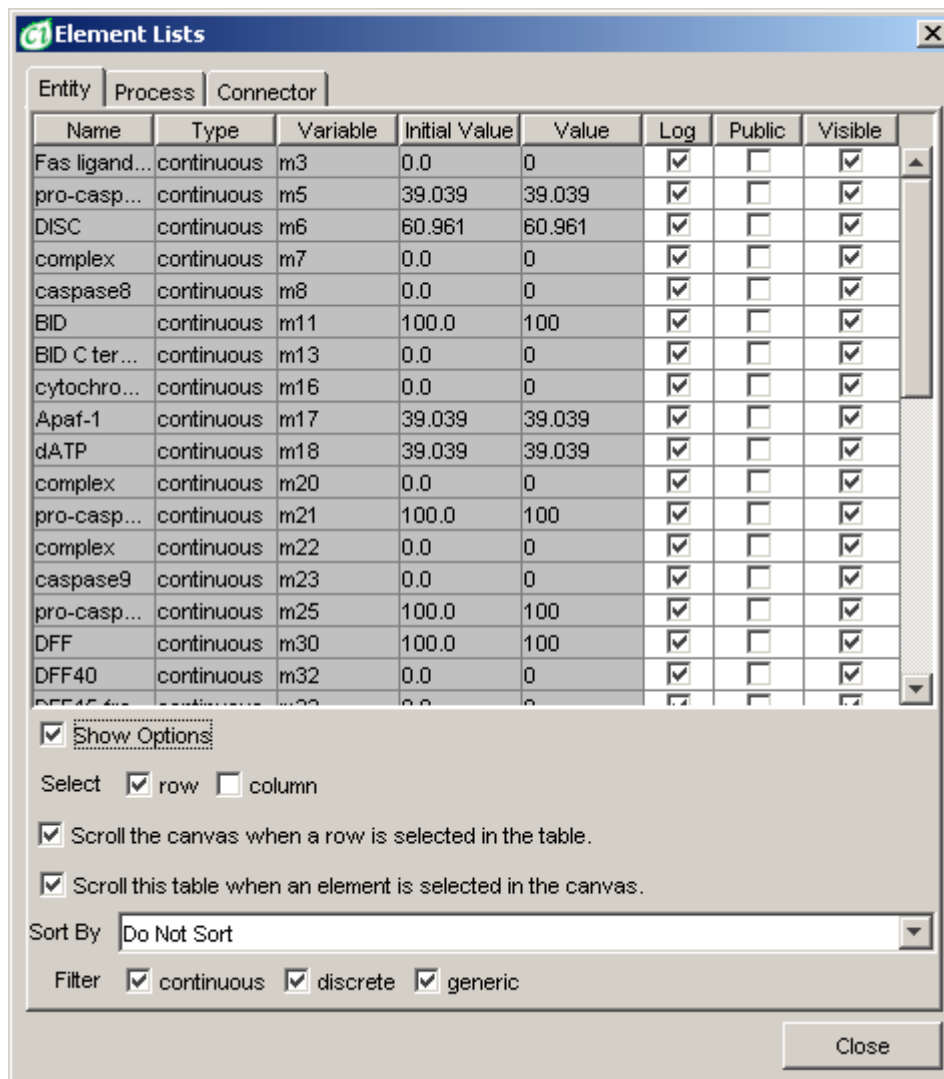 Element Lists
Entity Process Connector
Name Type Variable Initial Value Value Log Public Visible
Fas ligand... continuous m3 0.0 0
pro-casp... continuous m5 39.039 39.039
DISC continuous m6 60.961 60.961
complex continuous m7 0.0 0
caspase8 continuous m8 0.0 0
BID continuous m11 100.0 100
BID C ter... continuous m13 0.0 0
cytochro... continuous m16 0.0 0
Apaf-1 continuous m17 39.039 39.039
dATP continuous m18 39.039 39.039
complex continuous m20 0.0 0
pro-casp... continuous m21 100.0 100
complex continuous m22 0.0 0
caspase9 continuous m23 0.0 0
pro-casp... continuous m25 100.0 100
DFF continuous m30 100.0 100
DFF40 continuous m32 0.0 0
Show Options
Select row column
Scroll the canvas when a row is selected in the table.
Scroll this table when an element is selected in the canvas.
Sort By Do Not Sort
Filter continuous discrete generic
Close